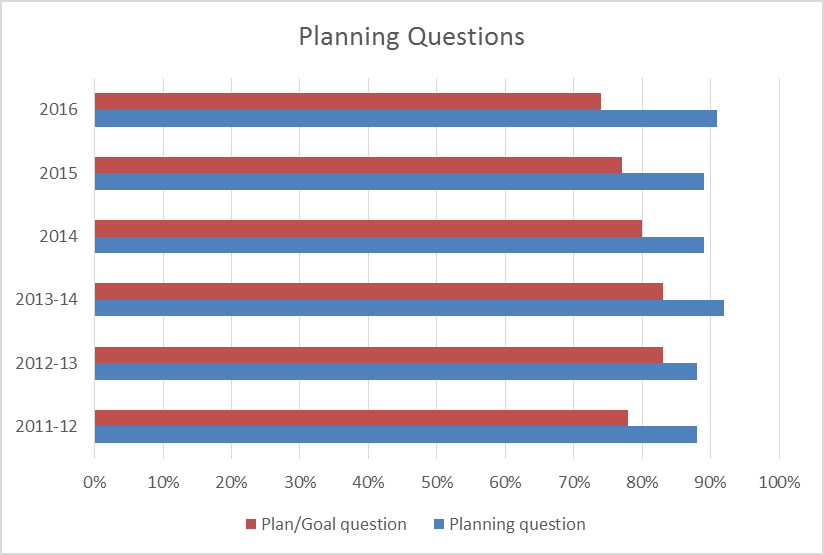 Planning Questions
2016
2015
2014
2013-14
2012-13
2011-12
0% 10% 20% 30% 40% 50% 60% 70% 80% 90% 100%
Plan/Goal question Planning question